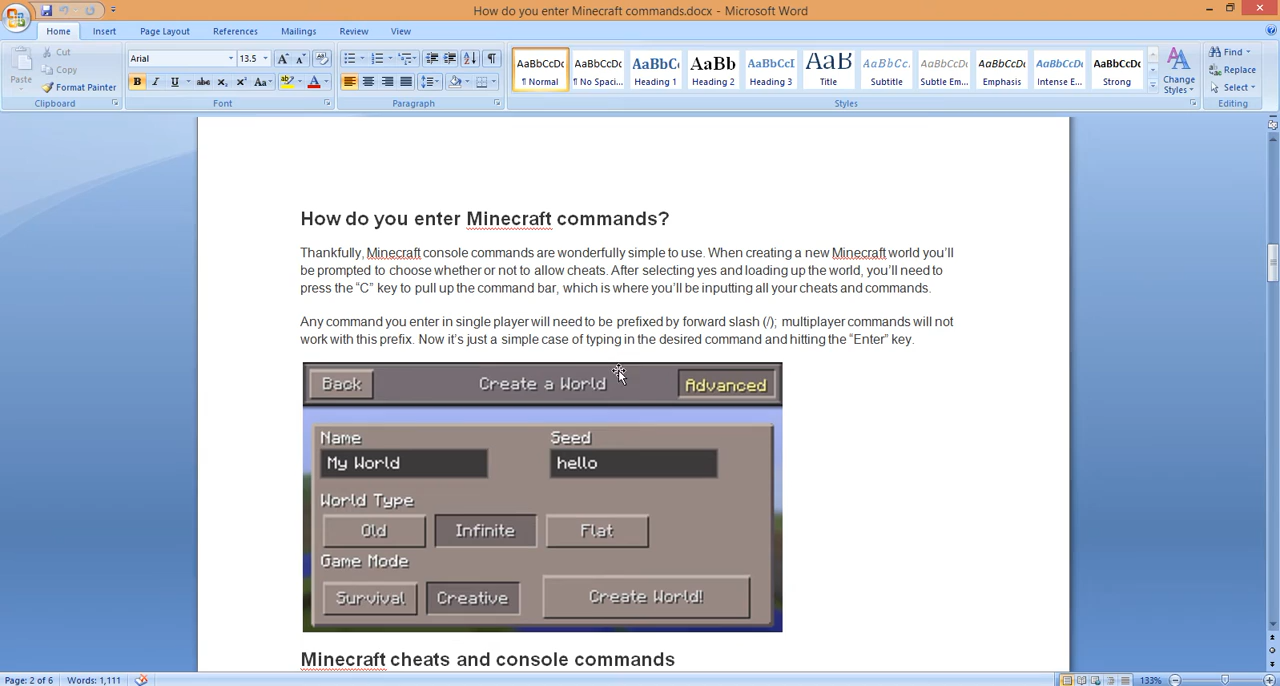 How do you enter Minecraft commands.docx - Microsoft Word
Home Insert Page Layout References Mailings Review View
Paste
Cut
Copy
Format Painter
Clipboard
Arial 13.5
Font
Paragraph
AaBbCcDc AaBbCcDc AaBbC AaBb AaBbCcI AaB AaBbCc. AaBbCcDı AaBbCcDı AaBbCcDı AaBbCcDc
¶ Normal ¶ No Spaci... Heading 1 Heading 2 Heading 3 Title Subtitle Subtle Em... Emphasis Intense E... Strong
Styles
Change
Styles
Find
Replace
Select
Editing
How do you enter Minecraft commands?
Thankfully, Minecraft console commands are wonderfully simple to use. When creating a new Minecraft world you’ll
be prompted to choose whether or not to allow cheats. After selecting yes and loading up the world, you’ll need to
press the “C” key to pull up the command bar, which is where you’ll be inputting all your cheats and commands.
Any command you enter in single player will need to be prefixed by forward slash (/); multiplayer commands will not
work with this prefix. Now it’s just a simple case of typing in the desired command and hitting the “Enter” key.
Back Create a World Advanced
Name Seed
My World hello
World Type
Old Infinite Flat
Game Mode
Survival Creative Create World!
Minecraft cheats and console commands
Page: 2 of 6 Words: 1,111 133%